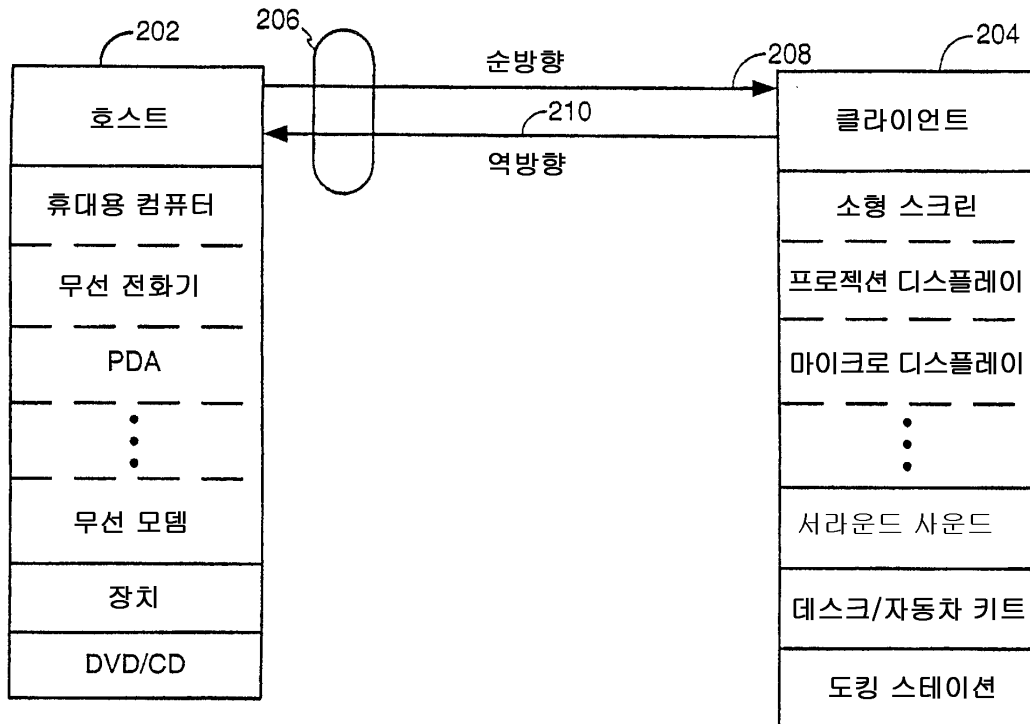 202
206
순방향
208
204
호스트
210
클라이언트
역방향
휴대용 컴퓨터
무선 전화기
PDA
무선 모뎀
장치
DVD/CD
소형 스크린
프로젝션 디스플레이
마이크로 디스플레이
서라운드 사운드
데스크/자동차 키트
도킹 스테이션